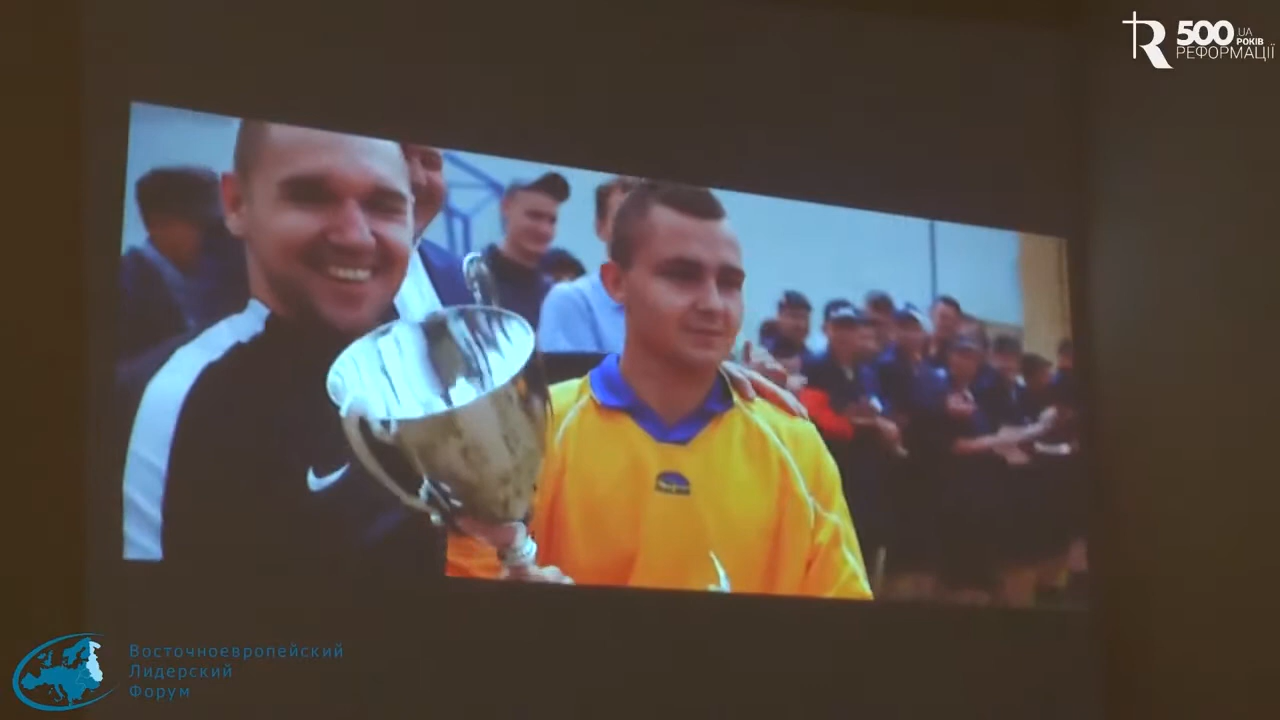 R 500 UA
РОКІВ
РЕФОРМАЦІЇ
Восточноевропейский
Лидерский
Форум